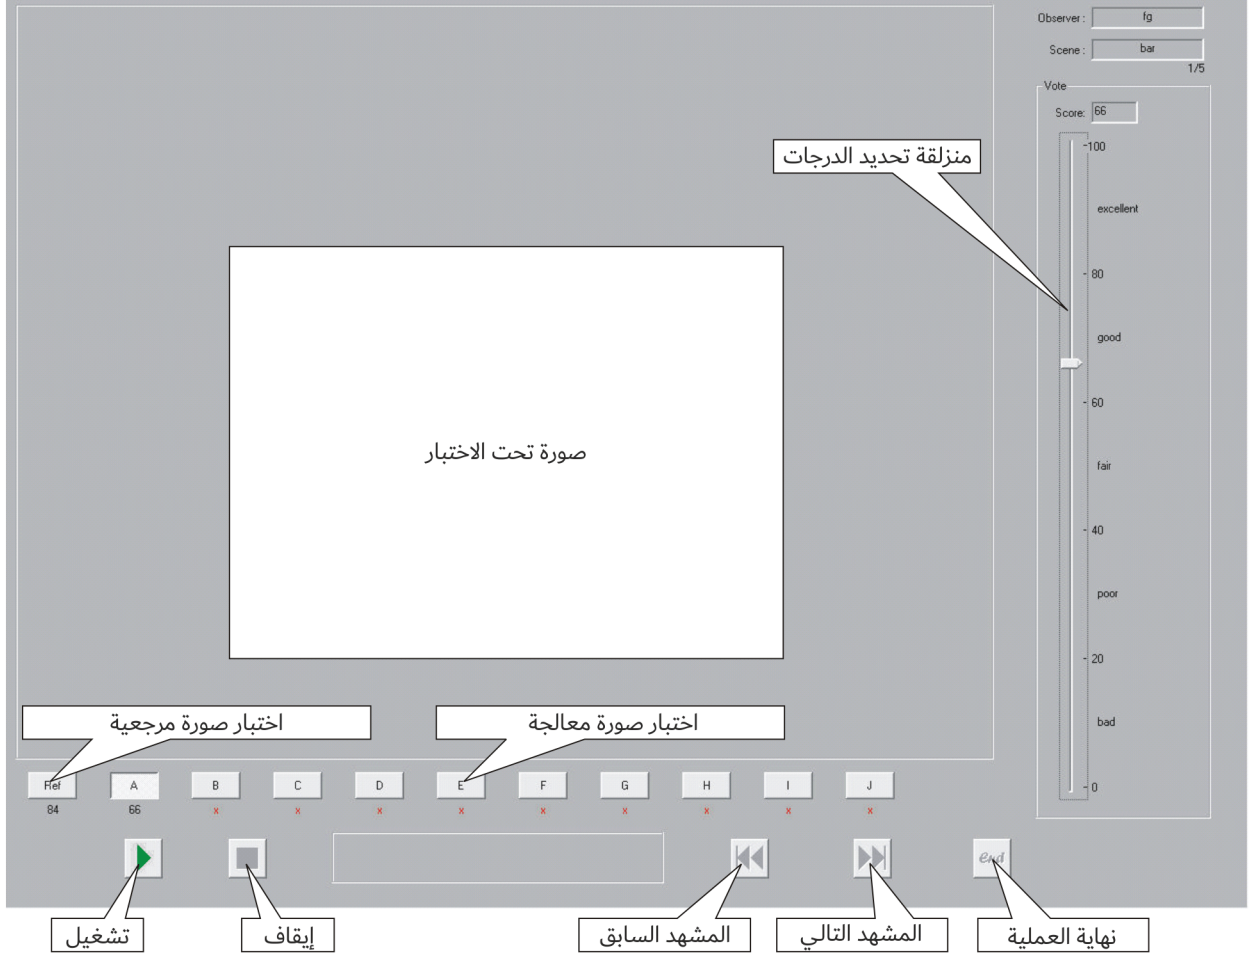 Observer : fg
Scene : bar
1/5
Vote
Score: 66
منزلقة تحديد الدرجات
100
excellent
80
good
60
fair
40
poor
20
bad
0
صورة تحت الاختبار
اختبار صورة مرجعية
اختبار صورة معالجة
Ref A B C D E F G H I J
84 66 x x x x x x x x x
End
تشغيل
إيقاف
المشهد السابق
المشهد التالي
نهاية العملية